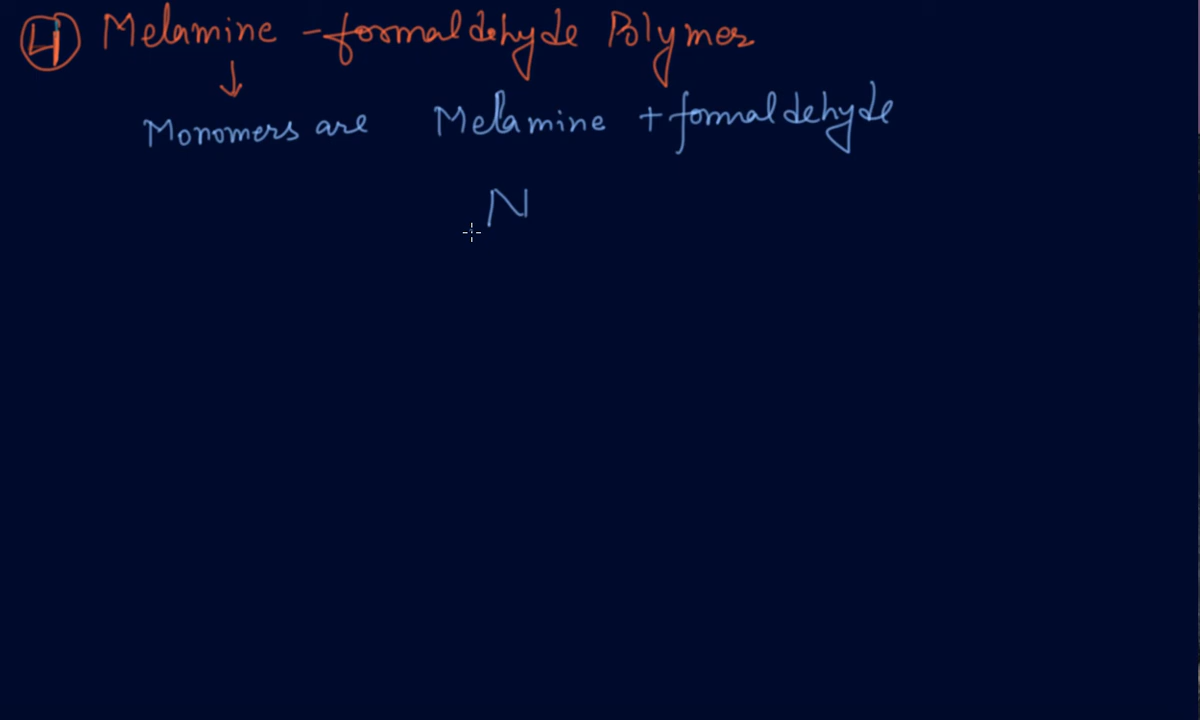 4 Melamine - formaldehyde Polymer
↓
Monomers are Melamine + formaldehyde
N